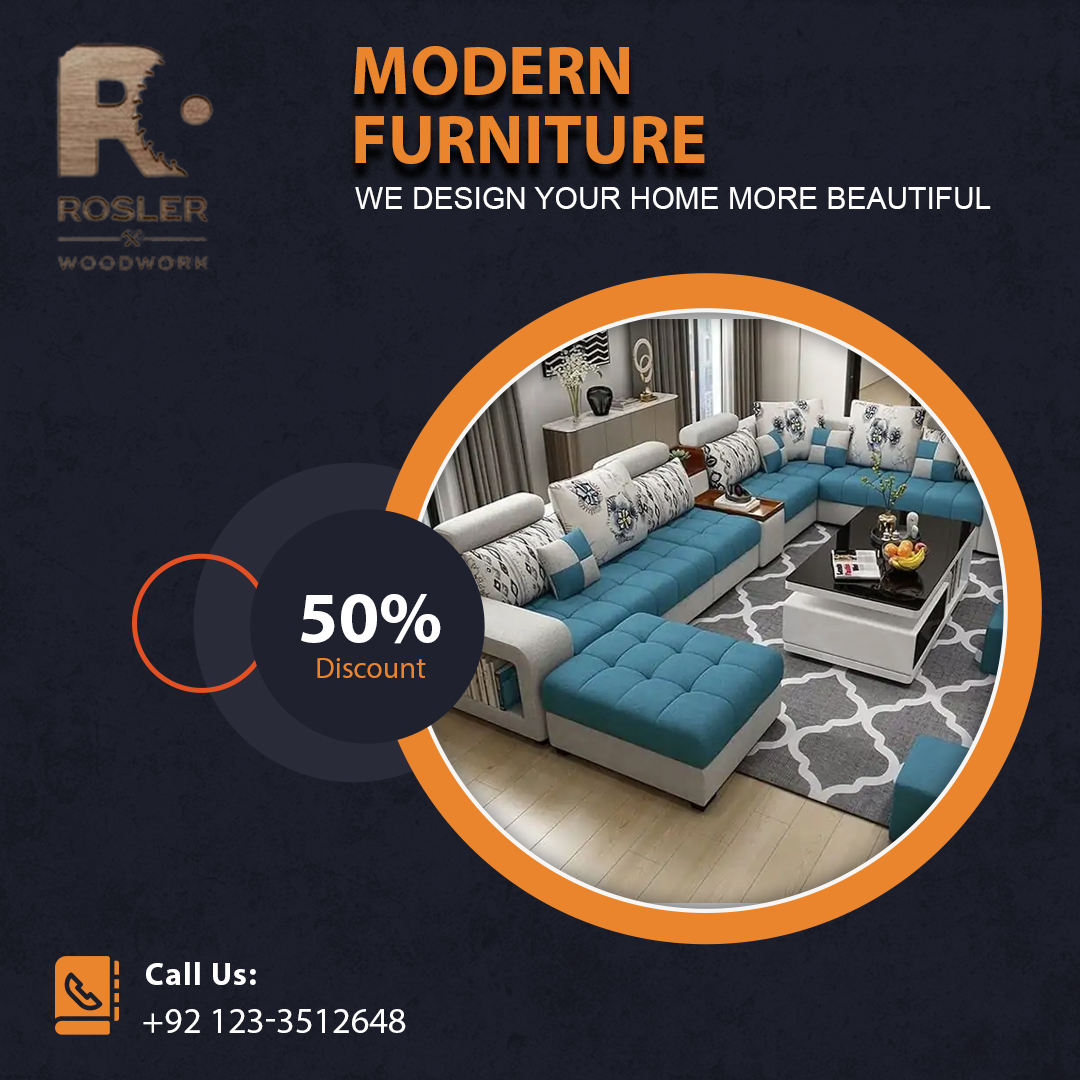 R
ROSLER
WOODWORK
MODERN
FURNITURE
WE DESIGN YOUR HOME MORE BEAUTIFUL
50%
Discount
Call Us:
+92 123-3512648